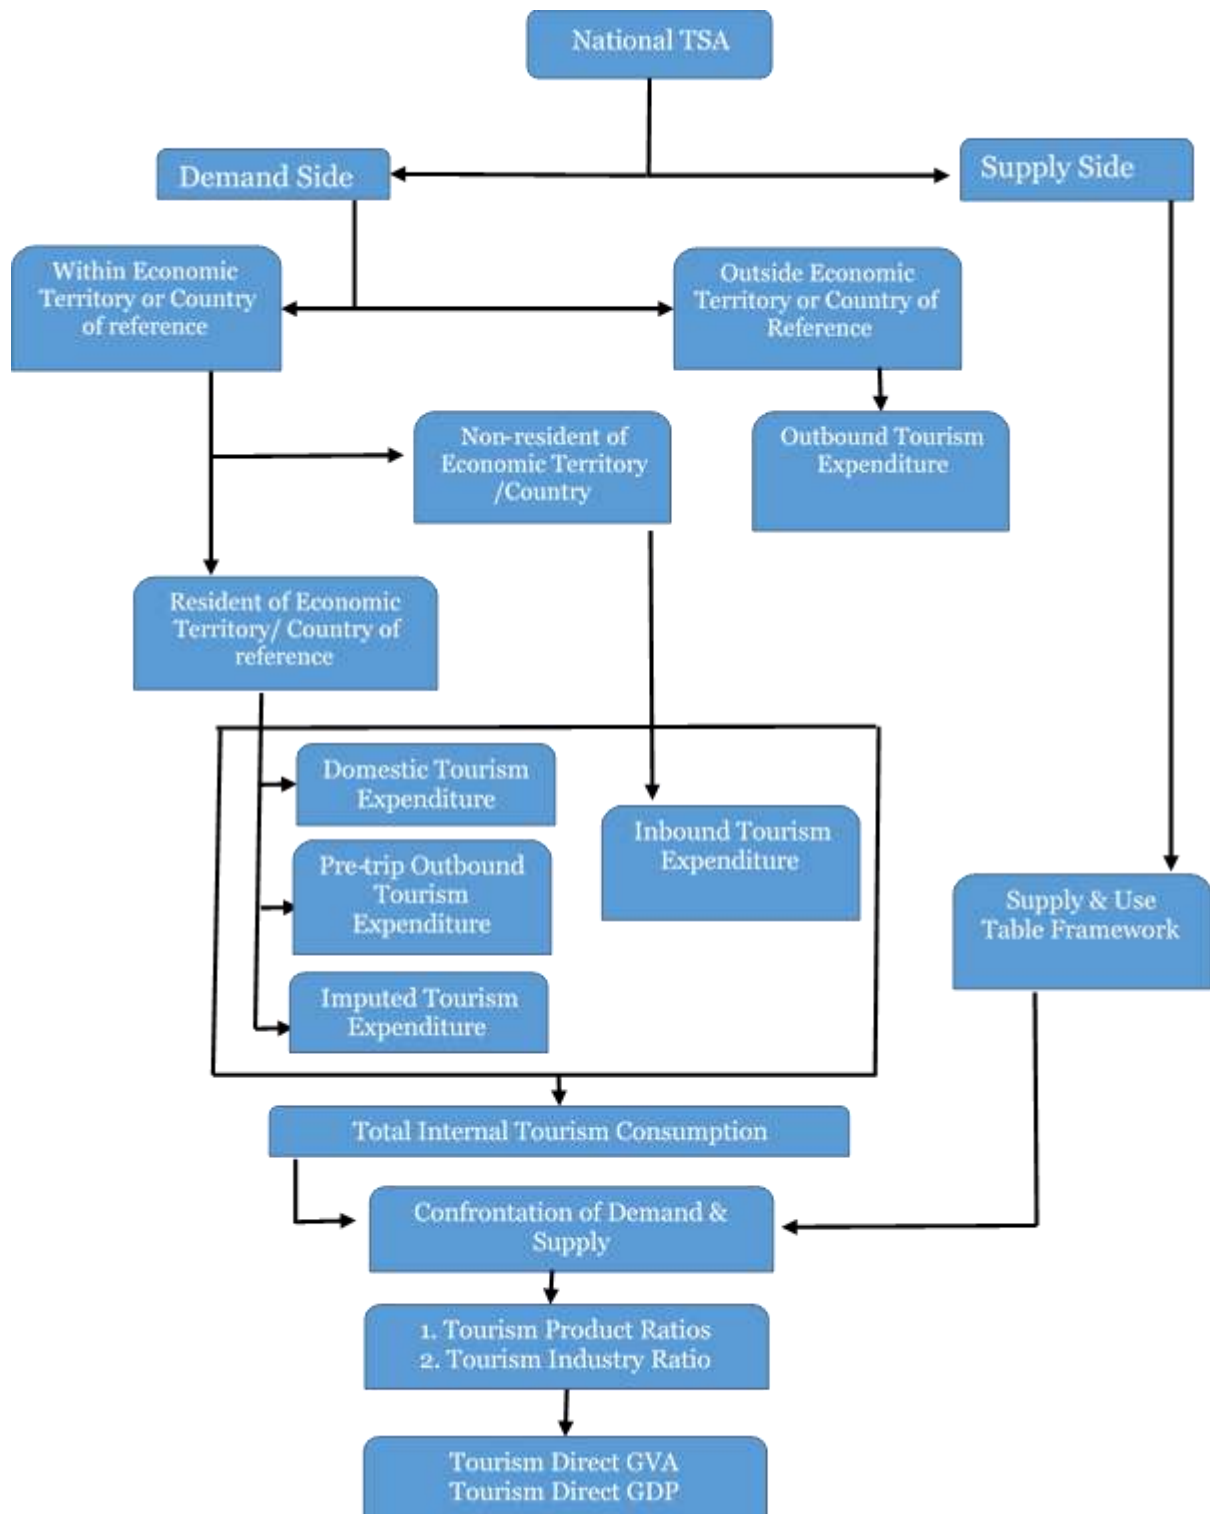 National TSA
Demand Side
Supply Side
Within Economic
Territory or Country
of reference
Outside Economic
Territory or Country of
Reference
Non-resident of
Economic Territory
/Country
Outbound Tourism
Expenditure
Resident of Economic
Territory/ Country of
reference
Domestic Tourism
Expenditure
Inbound Tourism
Expenditure
Pre-trip Outbound
Tourism
Expenditure
Supply & Use
Table Framework
Imputed Tourism
Expenditure
Total Internal Tourism Consumption
Confrontation of Demand &
Supply
1. Tourism Product Ratios
2. Tourism Industry Ratio
Tourism Direct GVA
Tourism Direct GDP